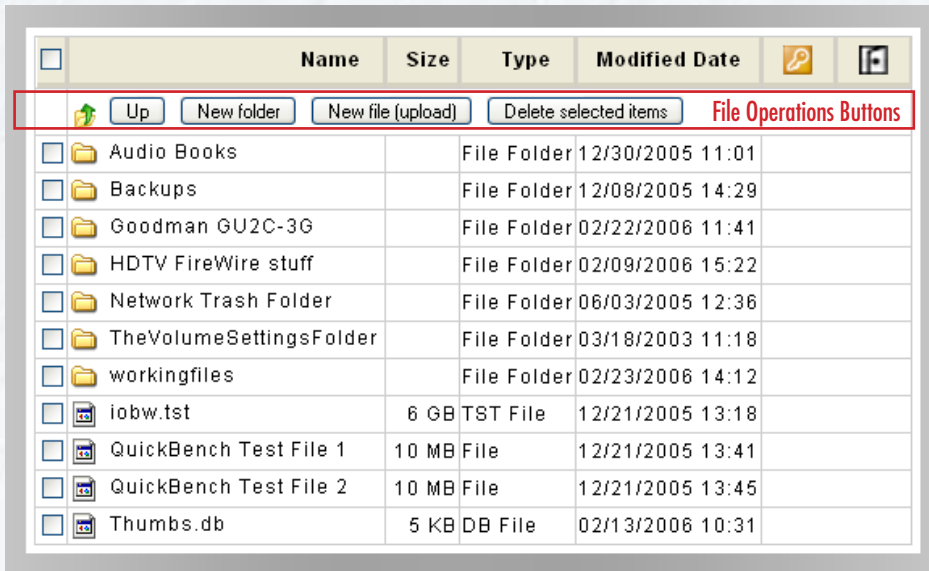 Name Size Type Modified Date
Up New folder New file (upload) Delete selected items File Operations Buttons
Audio Books File Folder 12/30/2005 11:01
Backups File Folder 12/08/2005 14:29
Goodman GU2C-3G File Folder 02/22/2006 11:41
HDTV FireWire stuff File Folder 02/09/2006 15:22
Network Trash Folder File Folder 06/03/2005 12:36
TheVolumeSettingsFolder File Folder 03/18/2003 11:18
workingfiles File Folder 02/23/2006 14:12
iobw.tst 6 GB TST File 12/21/2005 13:18
QuickBench Test File 1 10 MB File 12/21/2005 13:41
QuickBench Test File 2 10 MB File 12/21/2005 13:45
Thumbs.db 5 KB DB File 02/13/2006 10:31